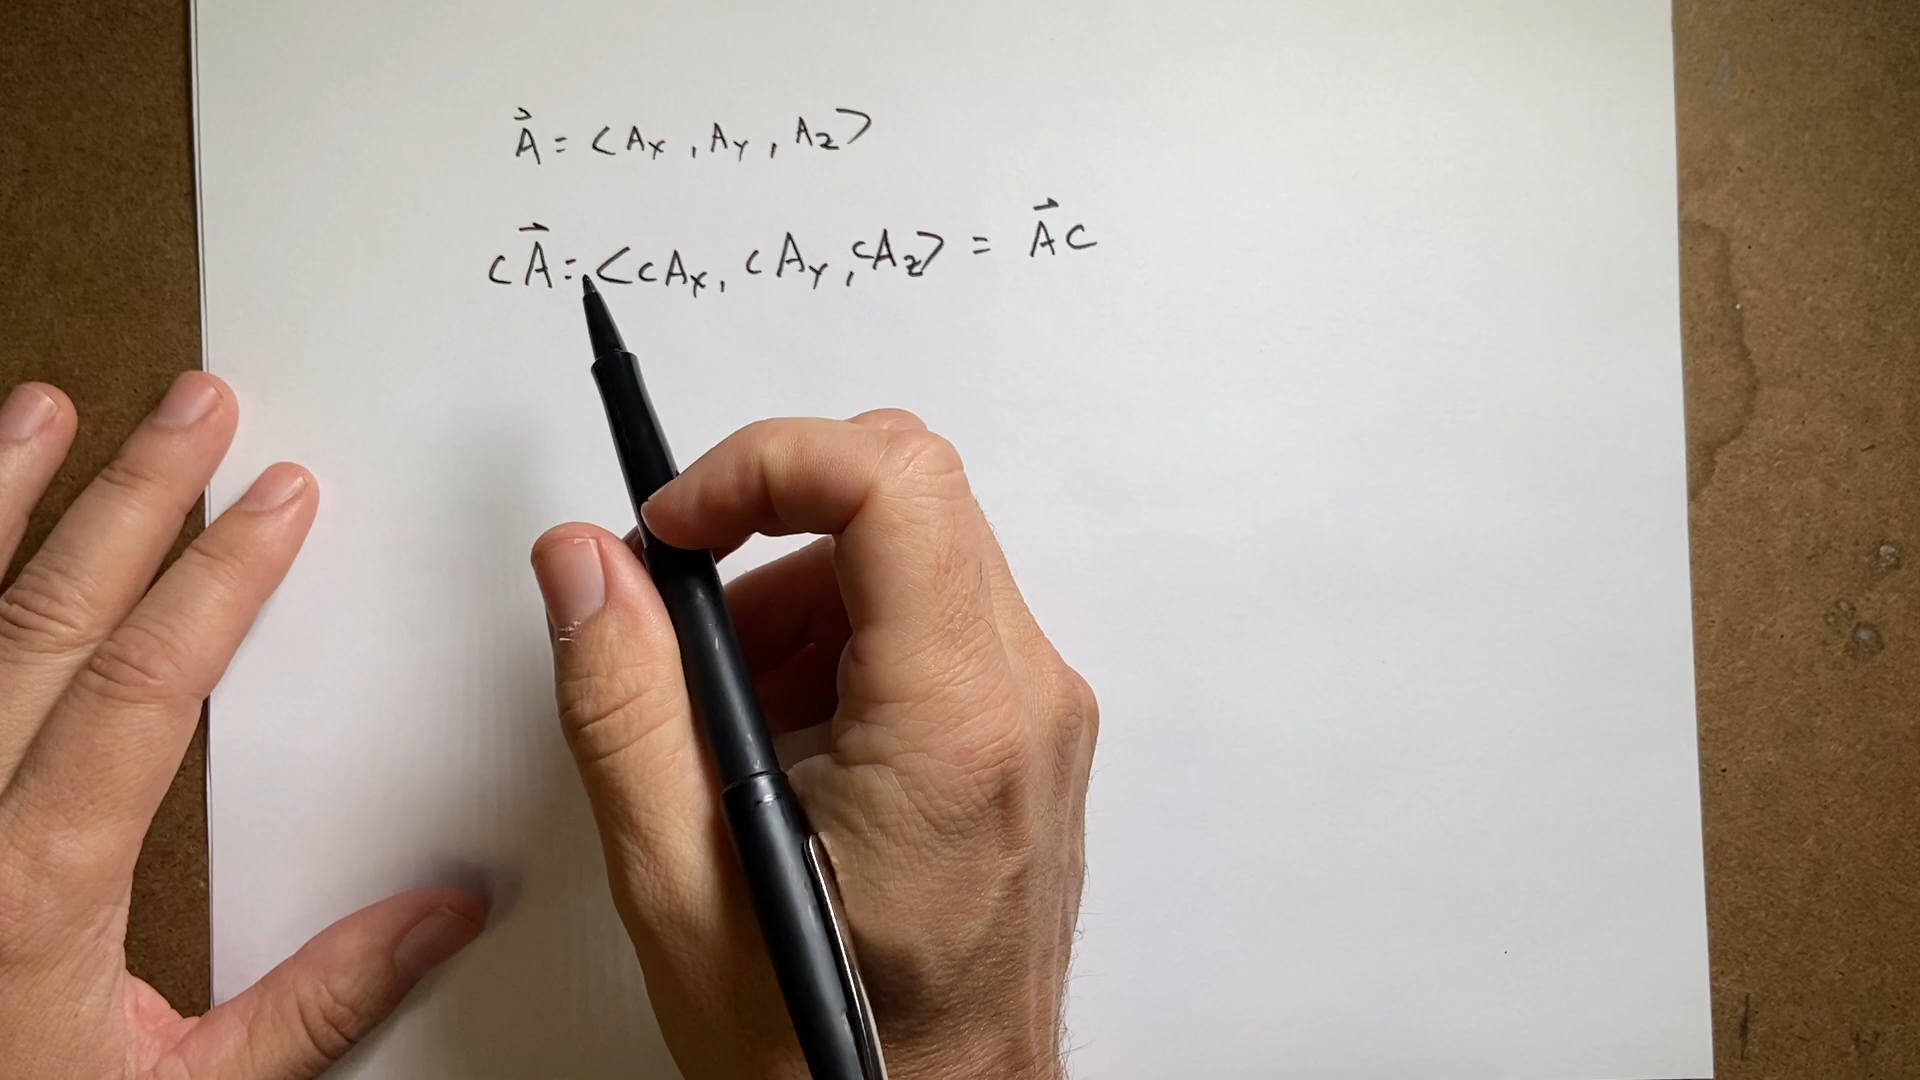 A⃗ = <Ax, Ay, Az>
cA⃗ = <cAx, cAy, cAz> = A⃗c